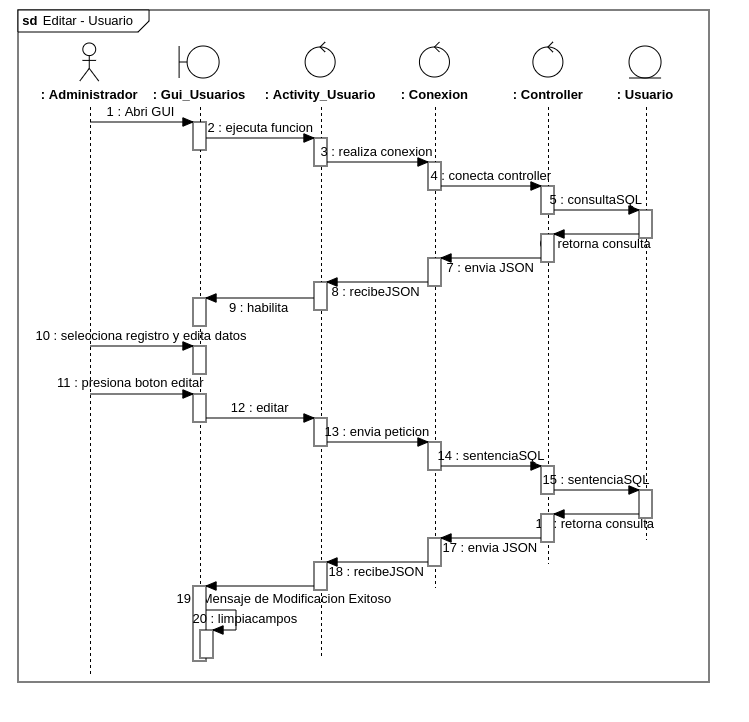 sd Editar - Usuario
: Administrador : Gui_Usuarios : Activity_Usuario : Conexion : Controller : Usuario
1 : Abri GUI
2 : ejecuta funcion
3 : realiza conexion
4 : conecta controller
5 : consultaSQL
: retorna consulta
7 : envia JSON
8 : recibeJSON
9 : habilita
10 : selecciona registro y edita datos
11 : presiona boton editar
12 : editar
13 : envia peticion
14 : sentenciaSQL
15 : sentenciaSQL
: retorna consulta
17 : envia JSON
18 : recibeJSON
19 : Mensaje de Modificacion Exitoso
20 : limpiacampos